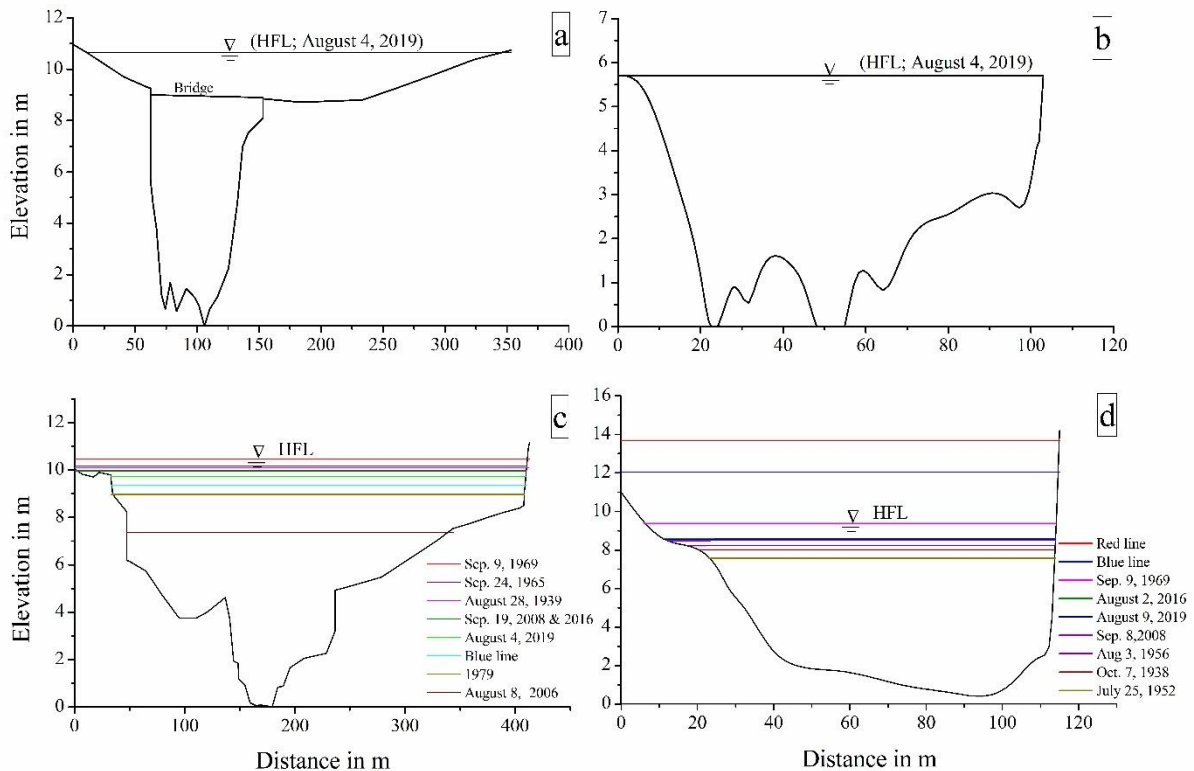 a
(HFL; August 4, 2019)
Bridge
Elevation in m
12
10
8
6
4
2
0
0 50 100 150 200 250 300 350 400
b
(HFL; August 4, 2019)
7
6
5
4
3
2
1
0
0 20 40 60 80 100 120
c
HFL
Elevation in m
12
10
8
6
4
2
0
0 100 200 300 400
Distance in m
Sep. 9, 1969
Sep. 24, 1965
August 28, 1939
Sep. 19, 2008 & 2016
August 4, 2019
Blue line
1979
August 8, 2006
d
HFL
16
14
12
10
8
6
4
2
0
0 20 40 60 80 100 120
Distance in m
Red line
Blue line
Sep. 9, 1969
August 2, 2016
August 9, 2019
Sep. 8,2008
Aug 3, 1956
Oct. 7, 1938
July 25, 1952